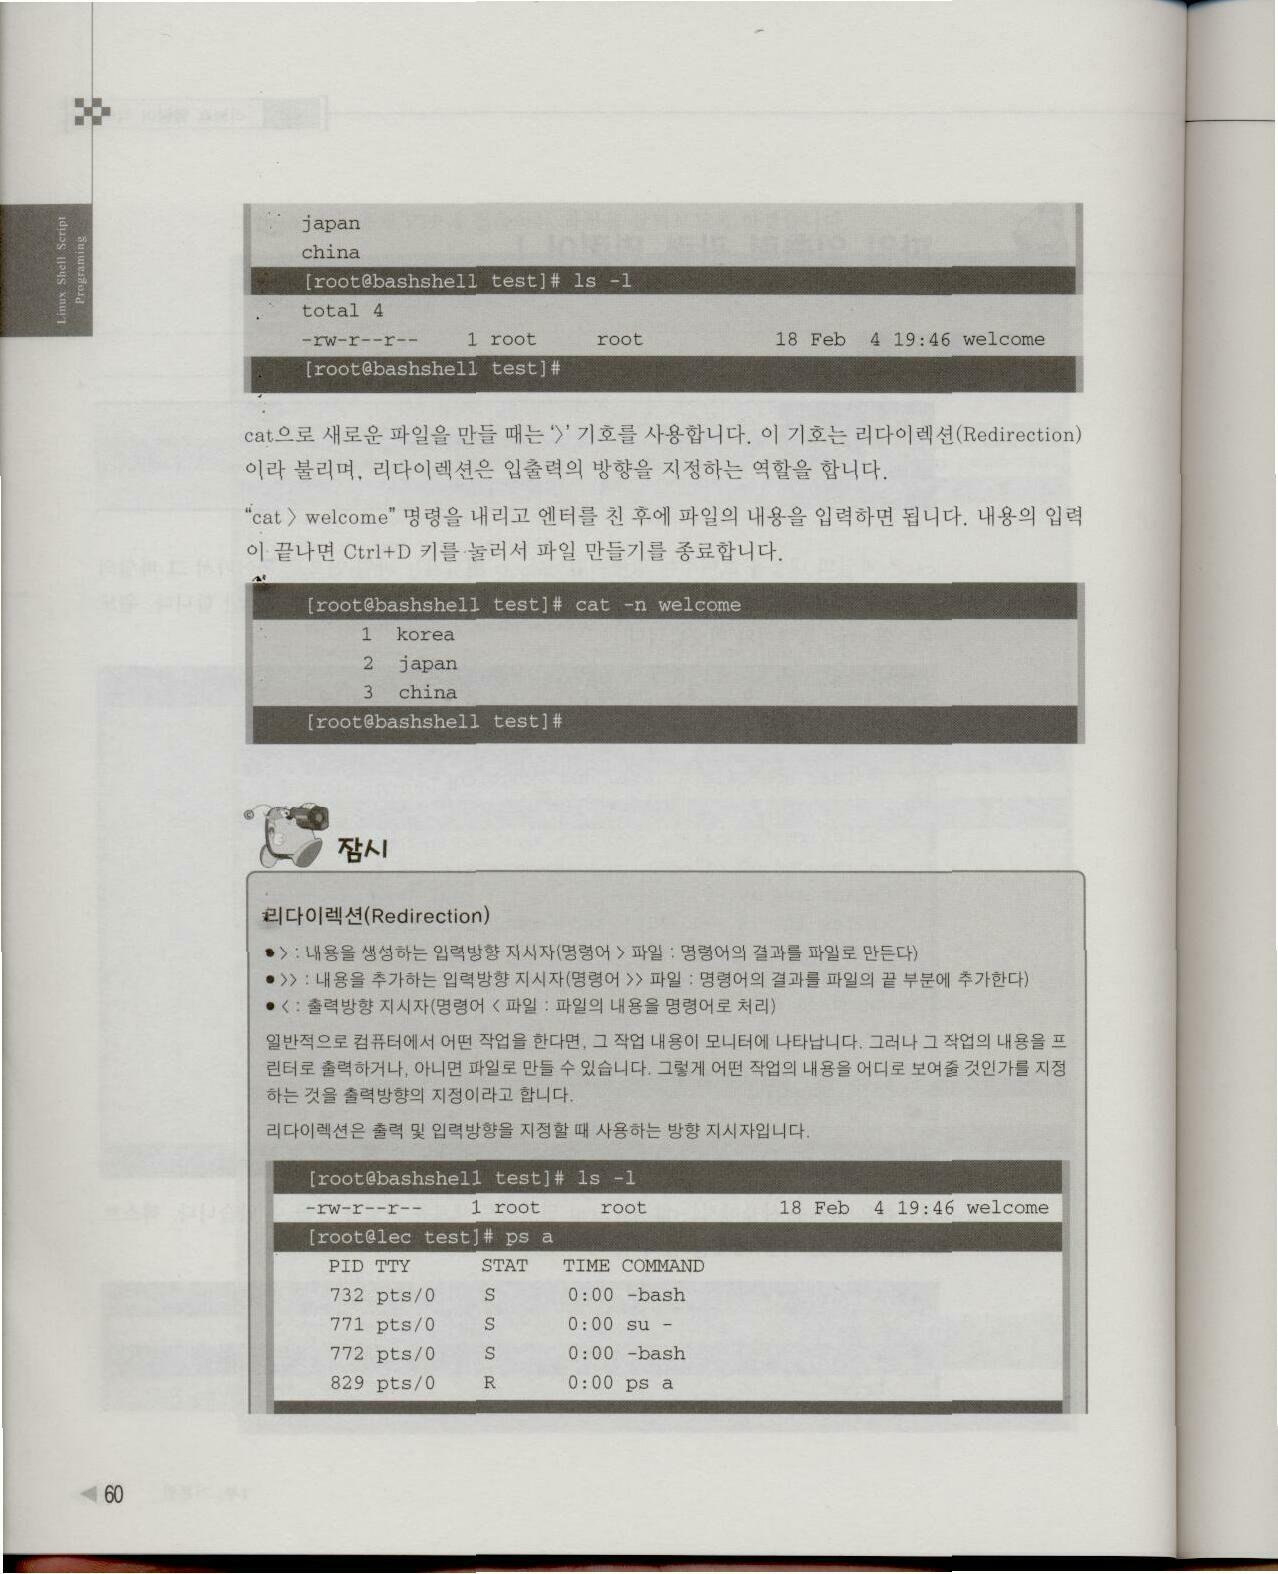 Linux Shell Script
Programing
japan
china
[root@bashshell test]# ls -l
total 4
-rw-r--r-- 1 root root 18 Feb 4 19:46 welcome
[root@bashshell test]#
cat으로 새로운 파일을 만들 때는 '〉' 기호를 사용합니다. 이 기호는 리다이렉션(Redirection)
이라 불리며, 리다이렉션은 입출력의 방향을 지정하는 역할을 합니다.
“cat 〉 welcome” 명령을 내리고 엔터를 친 후에 파일의 내용을 입력하면 됩니다. 내용의 입력
이 끝나면 Ctrl+D 키를 눌러서 파일 만들기를 종료합니다.
[root@bashshell test]# cat -n welcome
1 korea
2 japan
3 china
[root@bashshell test]#
잠시
리다이렉션(Redirection)
● 〉 : 내용을 생성하는 입력방향 지시자(명령어 〉 파일 : 명령어의 결과를 파일로 만든다)
● 〉〉 : 내용을 추가하는 입력방향 지시자(명령어 〉〉 파일 : 명령어의 결과를 파일의 끝 부분에 추가한다)
● 〈 : 출력방향 지시자(명령어 〈 파일 : 파일의 내용을 명령어로 처리)
일반적으로 컴퓨터에서 어떤 작업을 한다면, 그 작업 내용이 모니터에 나타납니다. 그러나 그 작업의 내용을 프
린터로 출력하거나, 아니면 파일로 만들 수 있습니다. 그렇게 어떤 작업의 내용을 어디로 보여줄 것인가를 지정
하는 것을 출력방향의 지정이라고 합니다.
리다이렉션은 출력 및 입력방향을 지정할 때 사용하는 방향 지시자입니다.
[root@bashshell test]# ls -l
-rw-r--r-- 1 root root 18 Feb 4 19:46 welcome
[root@lec test]# ps a
PID TTY STAT TIME COMMAND
732 pts/0 S 0:00 -bash
771 pts/0 S 0:00 su -
772 pts/0 S 0:00 -bash
829 pts/0 R 0:00 ps a
◀ 60